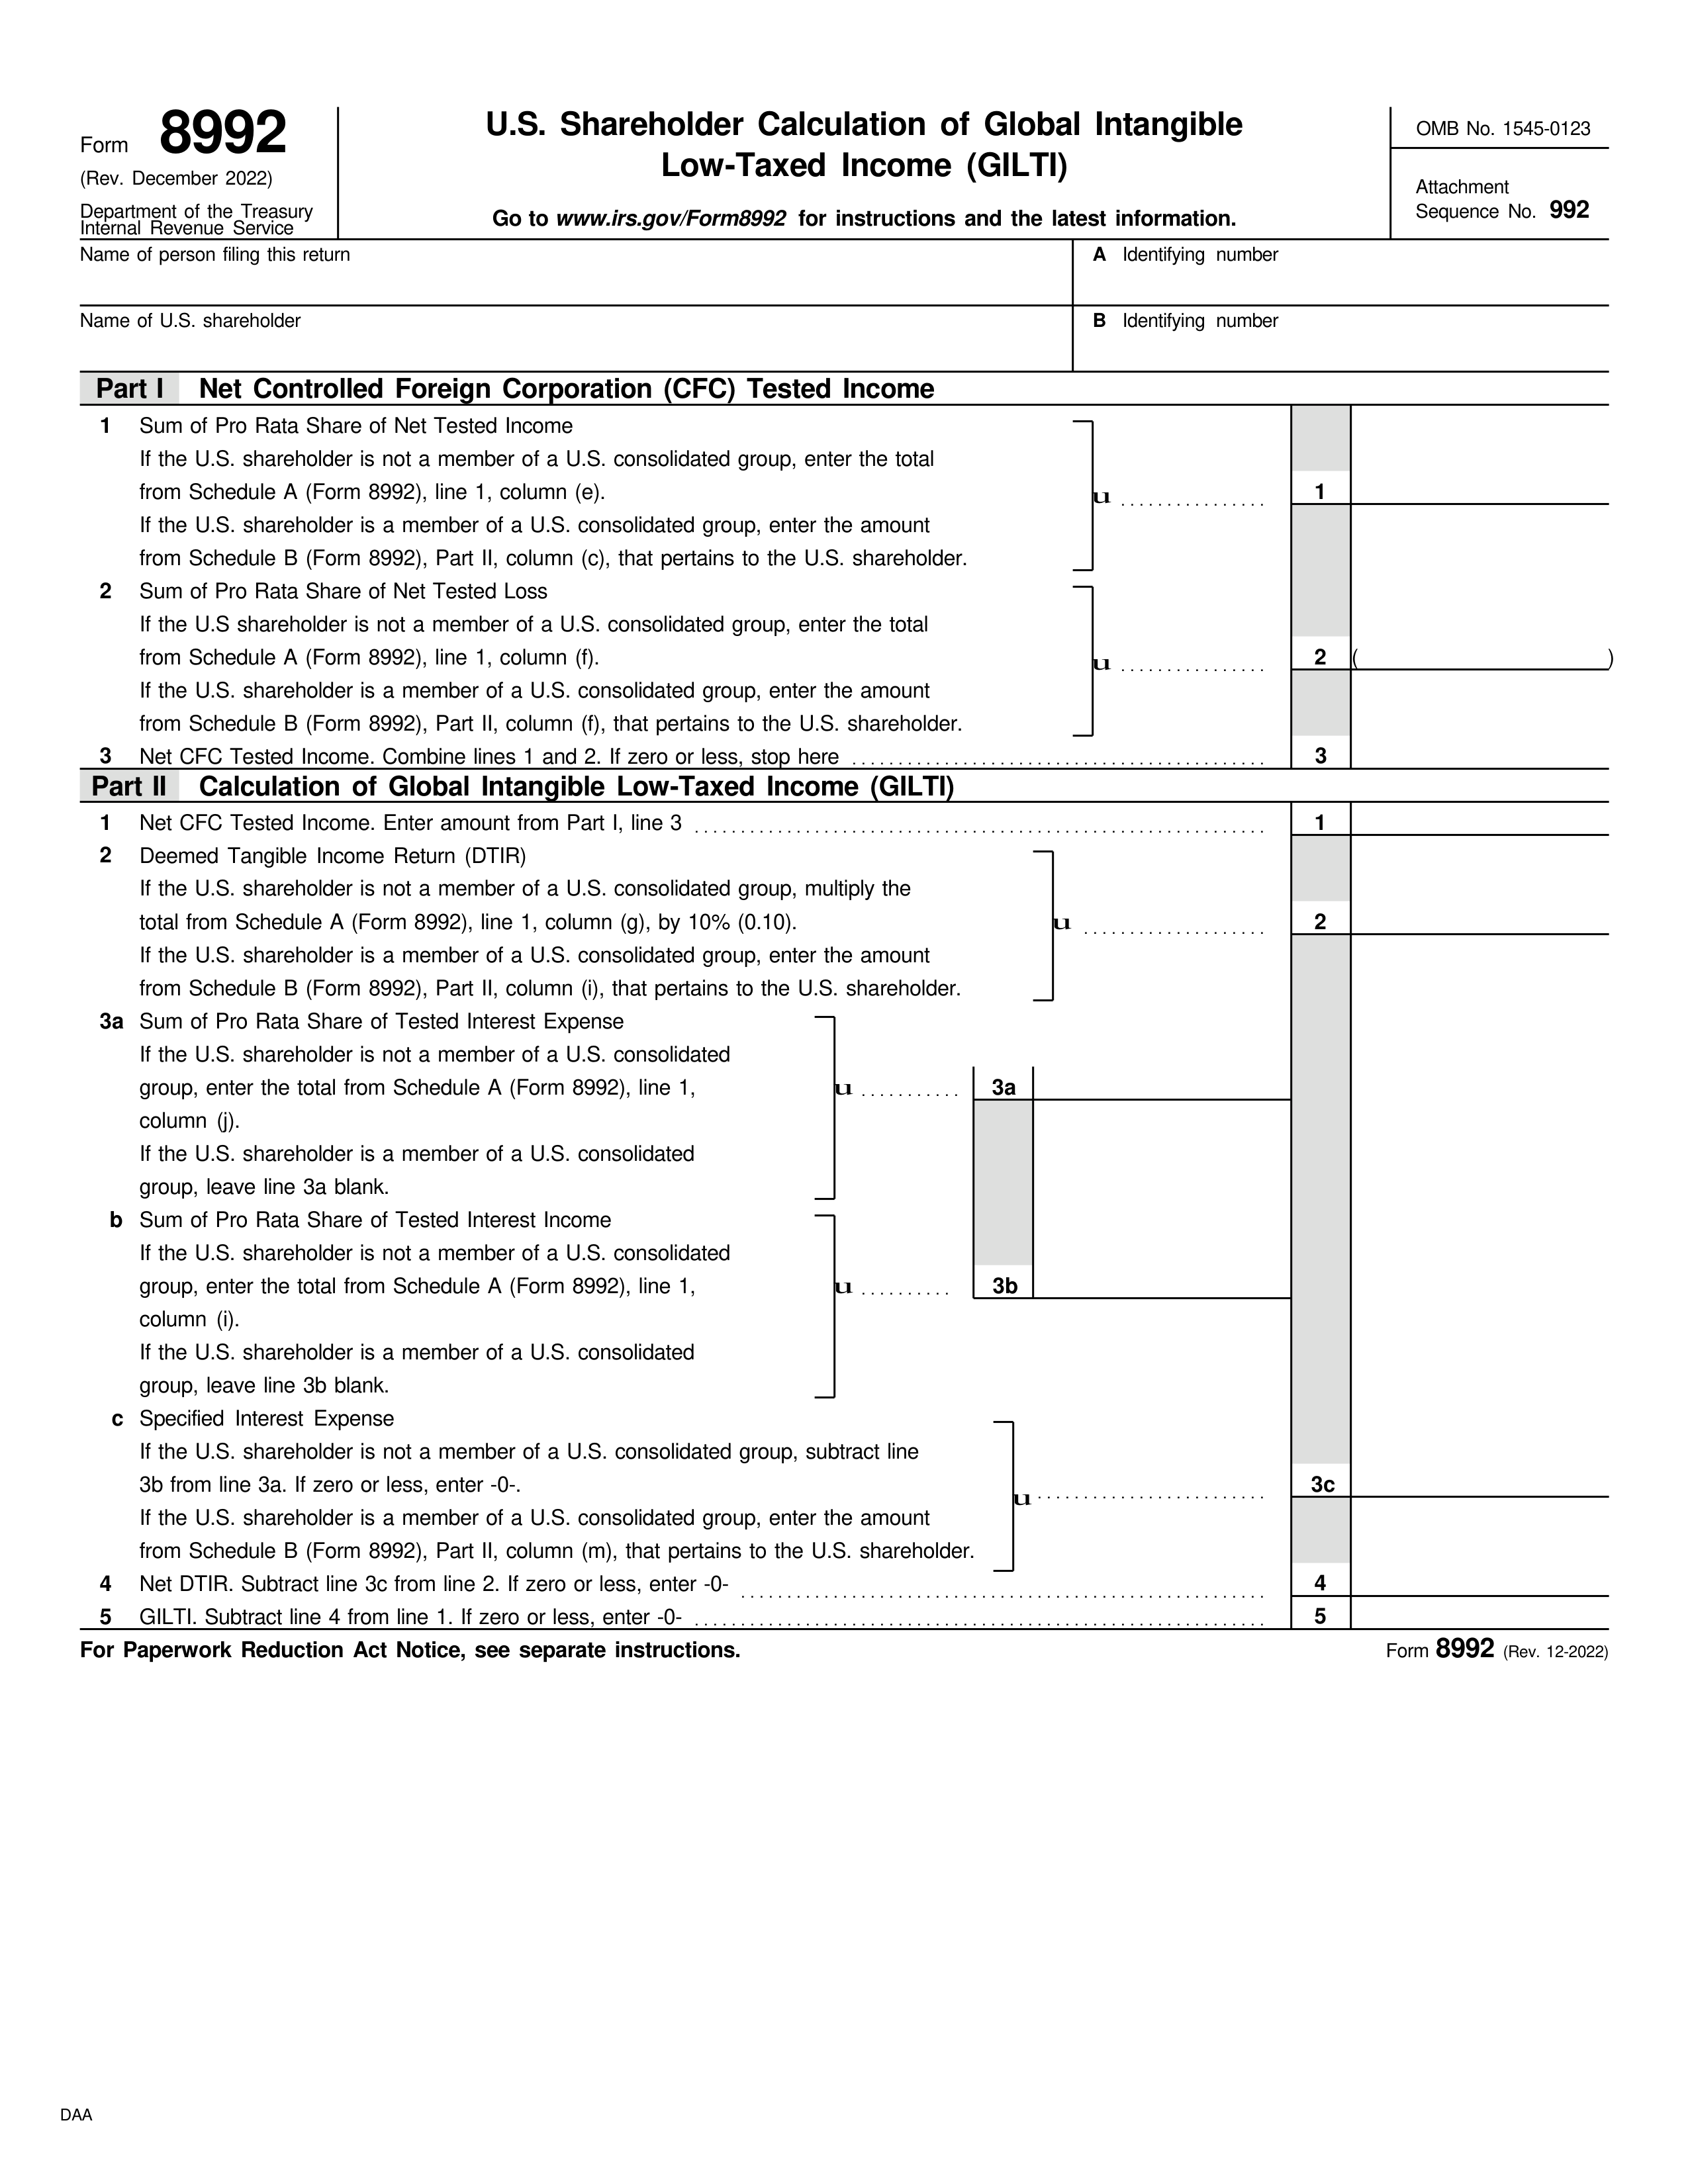 Form 8992
(Rev. December 2022)
Department of the Treasury
Internal Revenue Service
U.S. Shareholder Calculation of Global Intangible
Low-Taxed Income (GILTI)
Go to www.irs.gov/Form8992 for instructions and the latest information.
OMB No. 1545-0123
Attachment
Sequence No. 992
Name of person filing this return
A Identifying number
Name of U.S. shareholder
B Identifying number
Part I Net Controlled Foreign Corporation (CFC) Tested Income
1 Sum of Pro Rata Share of Net Tested Income
If the U.S. shareholder is not a member of a U.S. consolidated group, enter the total
from Schedule A (Form 8992), line 1, column (e). u 1
If the U.S. shareholder is a member of a U.S. consolidated group, enter the amount
from Schedule B (Form 8992), Part II, column (c), that pertains to the U.S. shareholder.
2 Sum of Pro Rata Share of Net Tested Loss
If the U.S shareholder is not a member of a U.S. consolidated group, enter the total
from Schedule A (Form 8992), line 1, column (f). u 2 ( )
If the U.S. shareholder is a member of a U.S. consolidated group, enter the amount
from Schedule B (Form 8992), Part II, column (f), that pertains to the U.S. shareholder.
3 Net CFC Tested Income. Combine lines 1 and 2. If zero or less, stop here 3
Part II Calculation of Global Intangible Low-Taxed Income (GILTI)
1 Net CFC Tested Income. Enter amount from Part I, line 3 1
2 Deemed Tangible Income Return (DTIR)
If the U.S. shareholder is not a member of a U.S. consolidated group, multiply the
total from Schedule A (Form 8992), line 1, column (g), by 10% (0.10). u 2
If the U.S. shareholder is a member of a U.S. consolidated group, enter the amount
from Schedule B (Form 8992), Part II, column (i), that pertains to the U.S. shareholder.
3a Sum of Pro Rata Share of Tested Interest Expense
If the U.S. shareholder is not a member of a U.S. consolidated
group, enter the total from Schedule A (Form 8992), line 1, u 3a
column (j).
If the U.S. shareholder is a member of a U.S. consolidated
group, leave line 3a blank.
b Sum of Pro Rata Share of Tested Interest Income
If the U.S. shareholder is not a member of a U.S. consolidated
group, enter the total from Schedule A (Form 8992), line 1, u 3b
column (i).
If the U.S. shareholder is a member of a U.S. consolidated
group, leave line 3b blank.
c Specified Interest Expense
If the U.S. shareholder is not a member of a U.S. consolidated group, subtract line
3b from line 3a. If zero or less, enter -0-. u 3c
If the U.S. shareholder is a member of a U.S. consolidated group, enter the amount
from Schedule B (Form 8992), Part II, column (m), that pertains to the U.S. shareholder.
4 Net DTIR. Subtract line 3c from line 2. If zero or less, enter -0- 4
5 GILTI. Subtract line 4 from line 1. If zero or less, enter -0- 5
For Paperwork Reduction Act Notice, see separate instructions. Form 8992 (Rev. 12-2022)
DAA